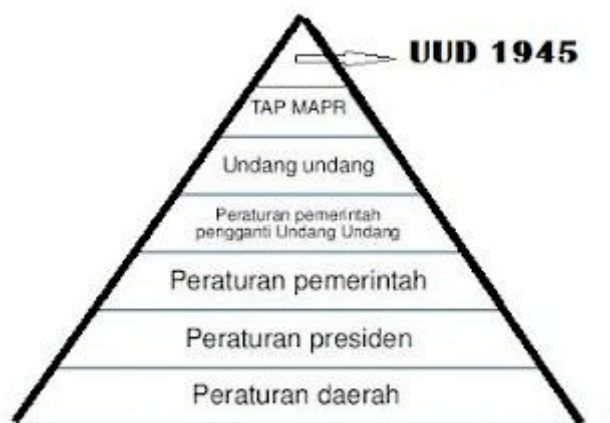 UUD 1945
TAP MAPR
Undang undang
Peraturan pemerintah
pengganti Undang Undang
Peraturan pemerintah
Peraturan presiden
Peraturan daerah